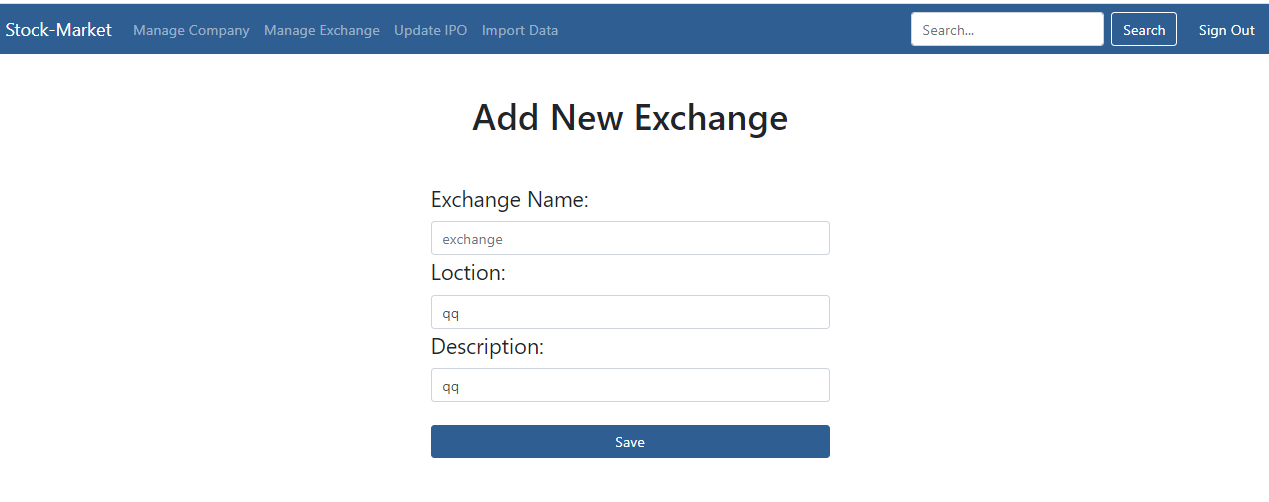 Stock-Market Manage Company Manage Exchange Update IPO Import Data Search... Search Sign Out
Add New Exchange
Exchange Name:
exchange
Loction:
qq
Description:
qq
Save